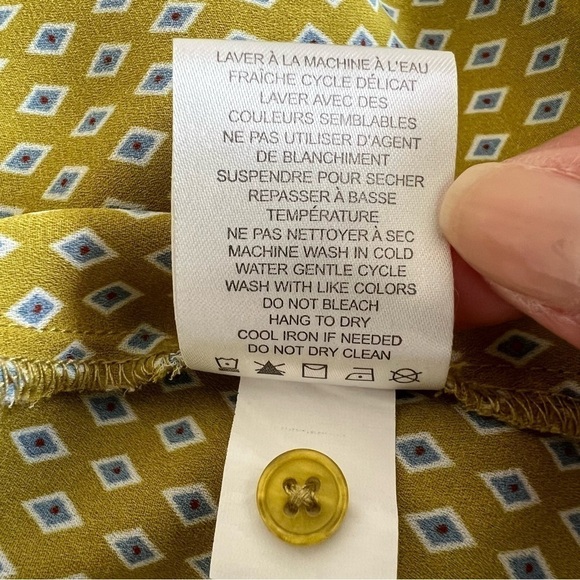 LAVER À LA MACHINE À L'EAU
FRAÎCHE CYCLE DÉLICAT
LAVER AVEC DES
COULEURS SEMBLABLES
NE PAS UTILISER D'AGENT
DE BLANCHIMENT
SUSPENDRE POUR SECHER
REPASSER À BASSE
TEMPÉRATURE
NE PAS NETTOYER À SEC
MACHINE WASH IN COLD
WATER GENTLE CYCLE
WASH WITH LIKE COLORS
DO NOT BLEACH
HANG TO DRY
COOL IRON IF NEEDED
DO NOT DRY CLEAN